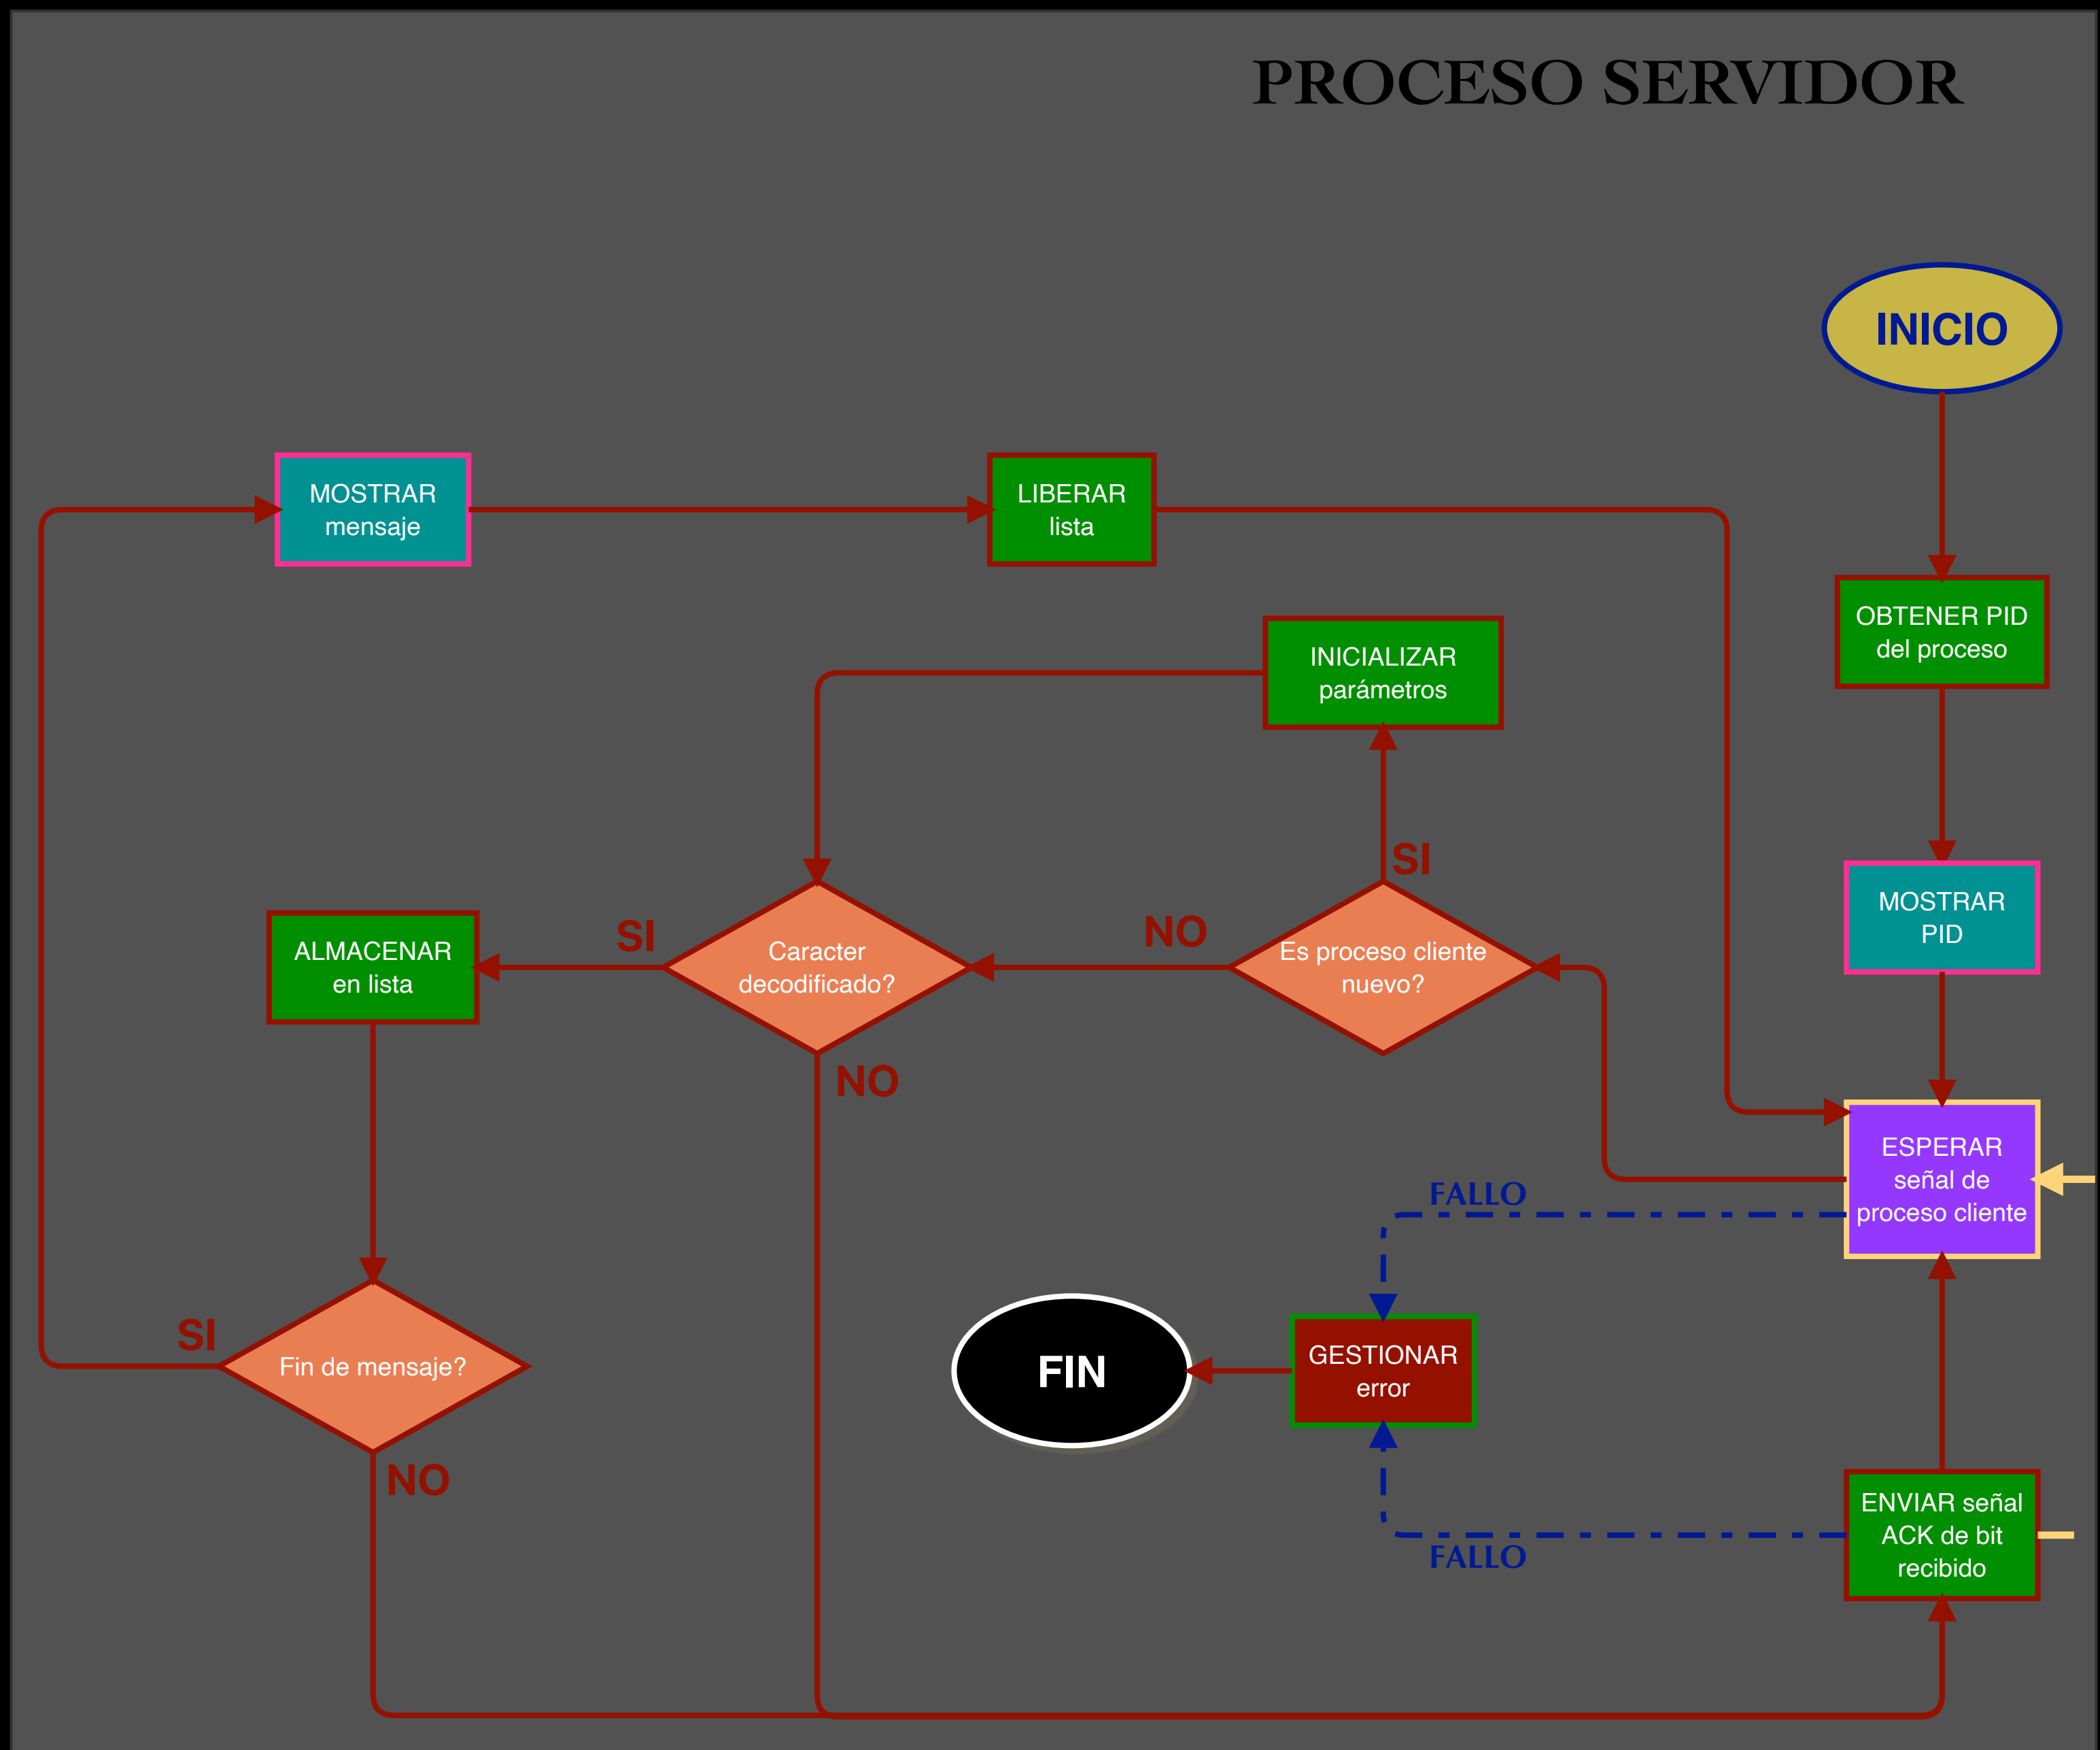 PROCESO SERVIDOR
INICIO
MOSTRAR
mensaje
LIBERAR
lista
OBTENER PID
del proceso
INICIALIZAR
parámetros
SI
MOSTRAR
PID
SI
NO
ALMACENAR
en lista
Caracter
decodificado?
Es proceso cliente
nuevo?
NO
ESPERAR
señal de
proceso cliente
FALLO
SI
Fin de mensaje?
FIN
GESTIONAR
error
NO
ENVIAR señal
ACK de bit
recibido
FALLO